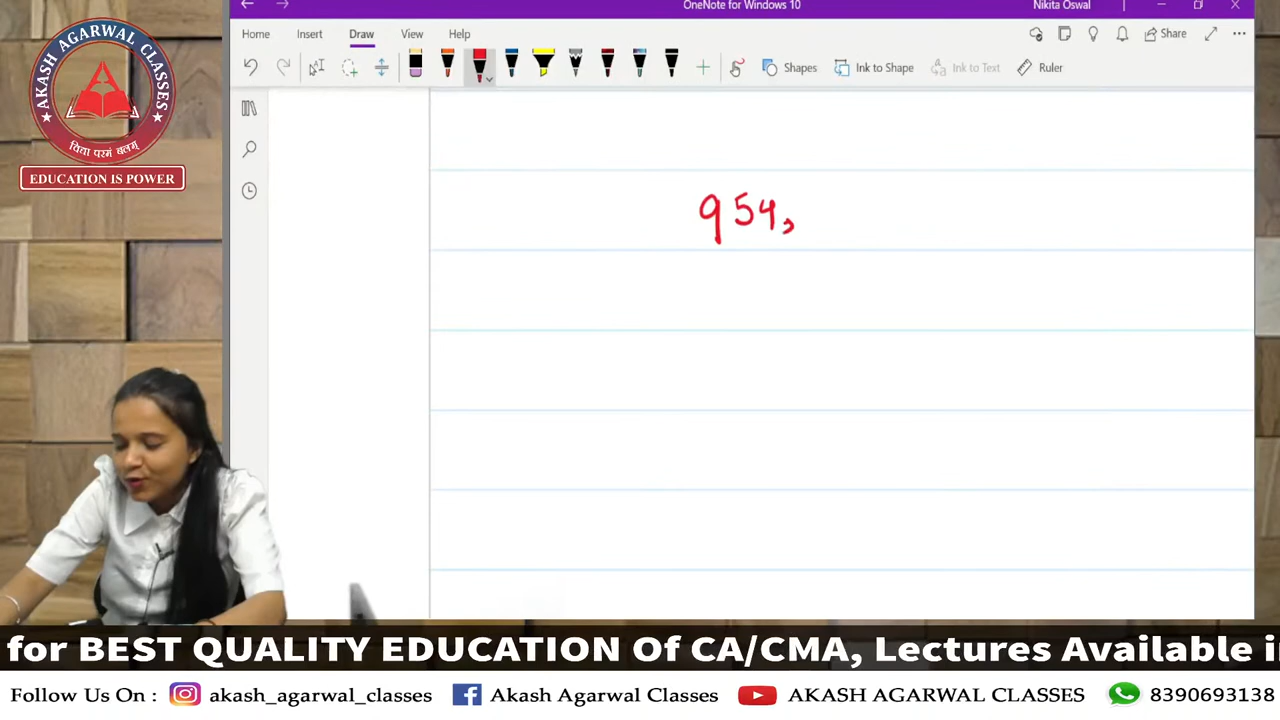 OneNote for Windows 10
Nikita Oswal
Home Insert Draw View Help
Share
Shapes Ink to Shape Ink to Text Ruler
AKASH AGARWAL CLASSES
विद्या परमं बलम्
EDUCATION IS POWER
954,
for BEST QUALITY EDUCATION Of CA/CMA, Lectures Available i
Follow Us On : akash_agarwal_classes Akash Agarwal Classes AKASH AGARWAL CLASSES 8390693138